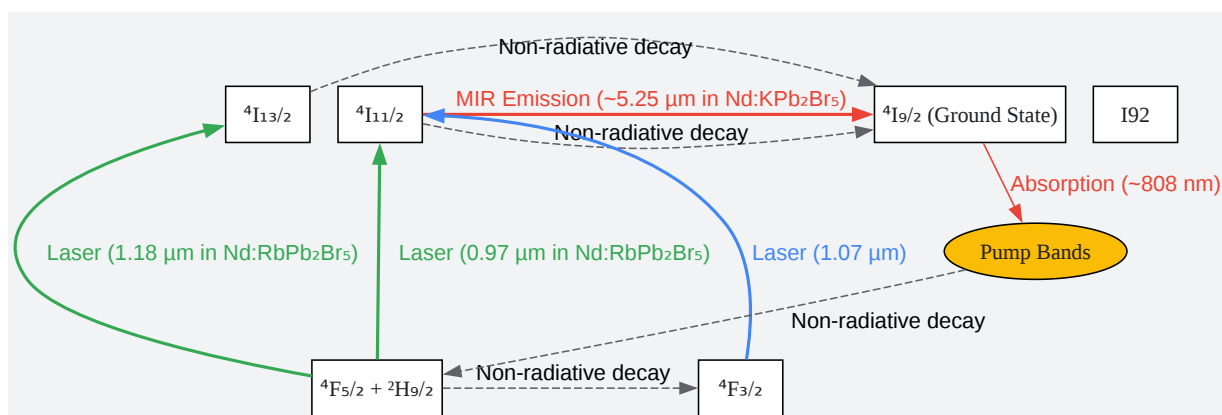 Non-radiative decay
⁴I₁₃/₂
⁴I₁₁/₂
MIR Emission (~5.25 µm in Nd:KPb₂Br₅)
⁴I₉/₂ (Ground State)
I92
Non-radiative decay
Absorption (~808 nm)
Laser (1.18 µm in Nd:RbPb₂Br₅)
Laser (0.97 µm in Nd:RbPb₂Br₅)
Laser (1.07 µm)
Pump Bands
Non-radiative decay
⁴F₅/₂ + ²H₉/₂
Non-radiative decay
⁴F₃/₂